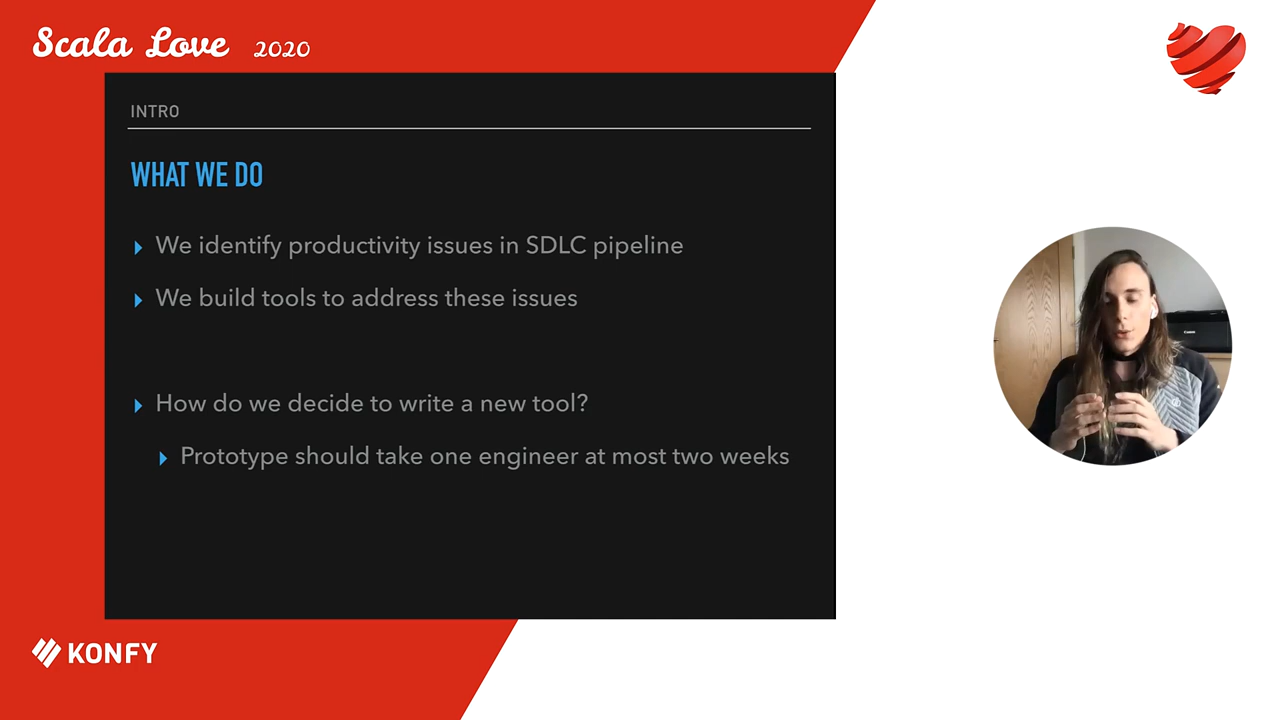 Scala Love 2020
INTRO
WHAT WE DO
We identify productivity issues in SDLC pipeline
We build tools to address these issues
How do we decide to write a new tool?
Prototype should take one engineer at most two weeks
Canon
KONFY